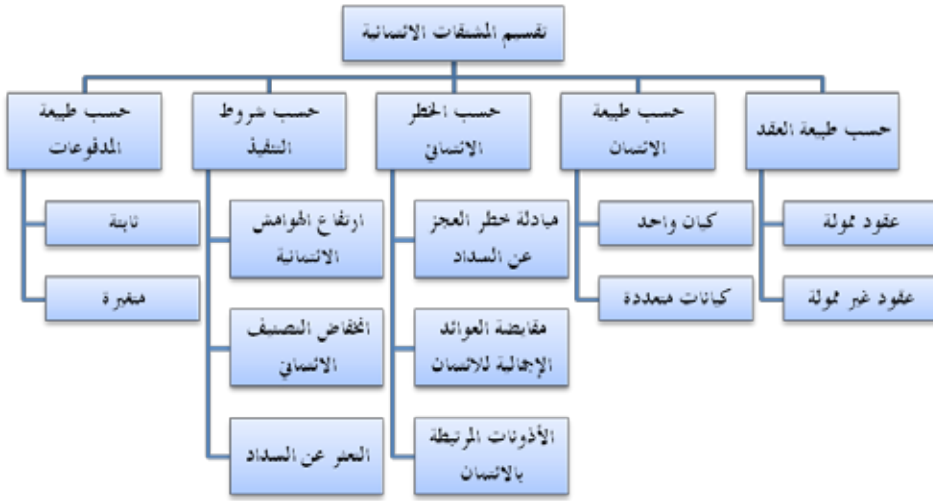 تقسيم المشتقات الائتمانية
حسب طبيعة العقد
عقود ممولة
عقود غير ممولة
حسب طبيعة
الائتمان
كيان واحد
كيانات متعددة
حسب الخطر
الائتماني
مبادلة خطر العجز
عن السداد
مقايضة العوائد
الإجمالية للائتمان
الأذونات المرتبطة
بالائتمان
حسب شروط
التنفيذ
ارتفاع الهوامش
الائتمانية
انخفاض التصنيف
الائتماني
التعثر عن السداد
حسب طبيعة
المدفوعات
ثابتة
متغيرة